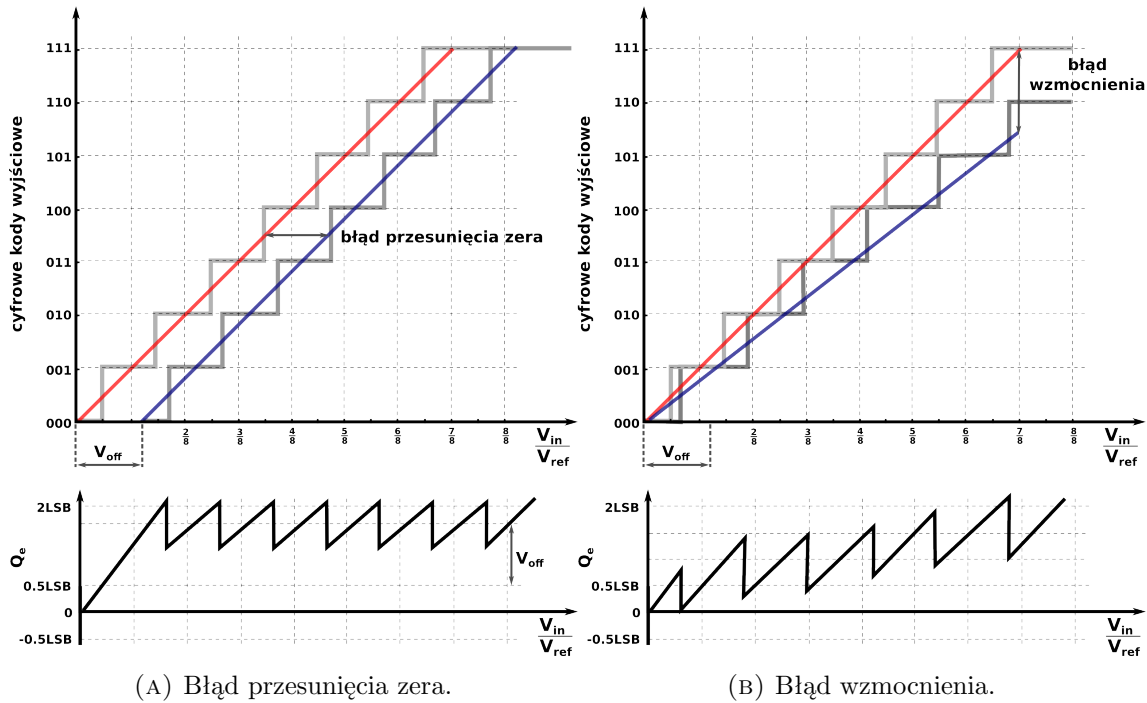 cyfrowe kody wyjściowe
111
110
101
100
011
010
001
000
błąd przesunięcia zera
2/8
3/8
4/8
5/8
6/8
7/8
8/8
V_in/V_ref
V_off
Q_e
2LSB
0.5LSB
0
-0.5LSB
V_off
V_in/V_ref
(A) Błąd przesunięcia zera.
cyfrowe kody wyjściowe
111
110
101
100
011
010
001
000
błąd
wzmocnienia
2/8
3/8
4/8
5/8
6/8
7/8
8
V_in/V_ref
V_off
Q_e
2LSB
0.5LSB
0
-0.5LSB
V_in/V_ref
(B) Błąd wzmocnienia.